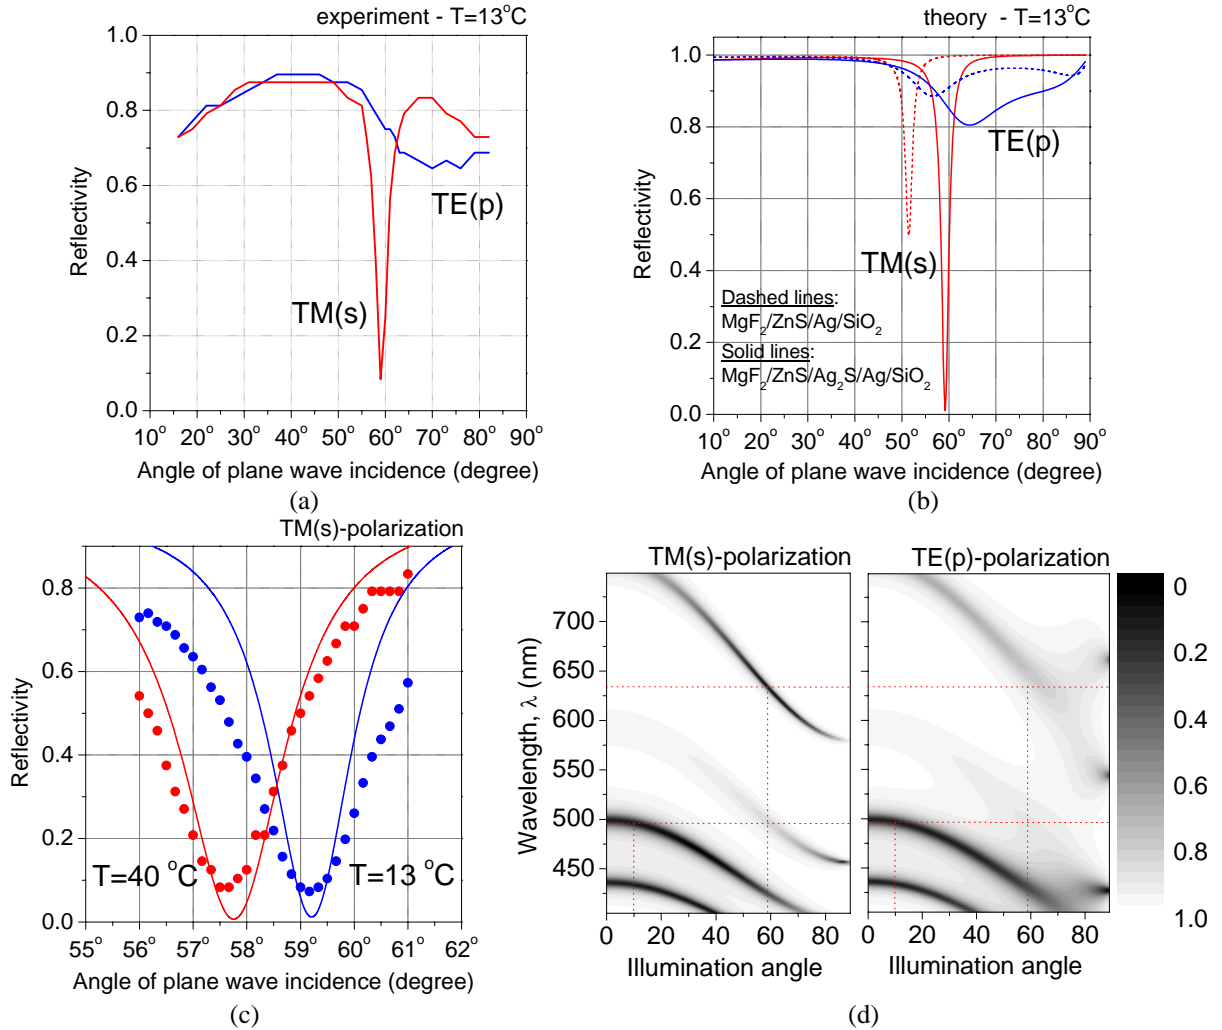 experiment - T=13°C
1.0
0.8
0.6
0.4
0.2
0.0
Reflectivity
TE(p)
TM(s)
10° 20° 30° 40° 50° 60° 70° 80° 90°
Angle of plane wave incidence (degree)
(a)
theory - T=13°C
1.0
0.8
0.6
0.4
0.2
0.0
Reflectivity
TE(p)
TM(s)
Dashed lines:
MgF2/ZnS/Ag/SiO2
Solid lines:
MgF2/ZnS/Ag2S/Ag/SiO2
10° 20° 30° 40° 50° 60° 70° 80° 90°
Angle of plane wave incidence (degree)
(b)
TM(s)-polarization
0.8
0.6
0.4
0.2
0.0
Reflectivity
T=40 °C
T=13 °C
55° 56° 57° 58° 59° 60° 61° 62°
Angle of plane wave incidence (degree)
(c)
TM(s)-polarization
TE(p)-polarization
Wavelength, λ (nm)
700
650
600
550
500
450
0 20 40 60 80
Illumination angle
0 20 40 60 80
Illumination angle
0
0.2
0.4
0.6
0.8
1.0
(d)